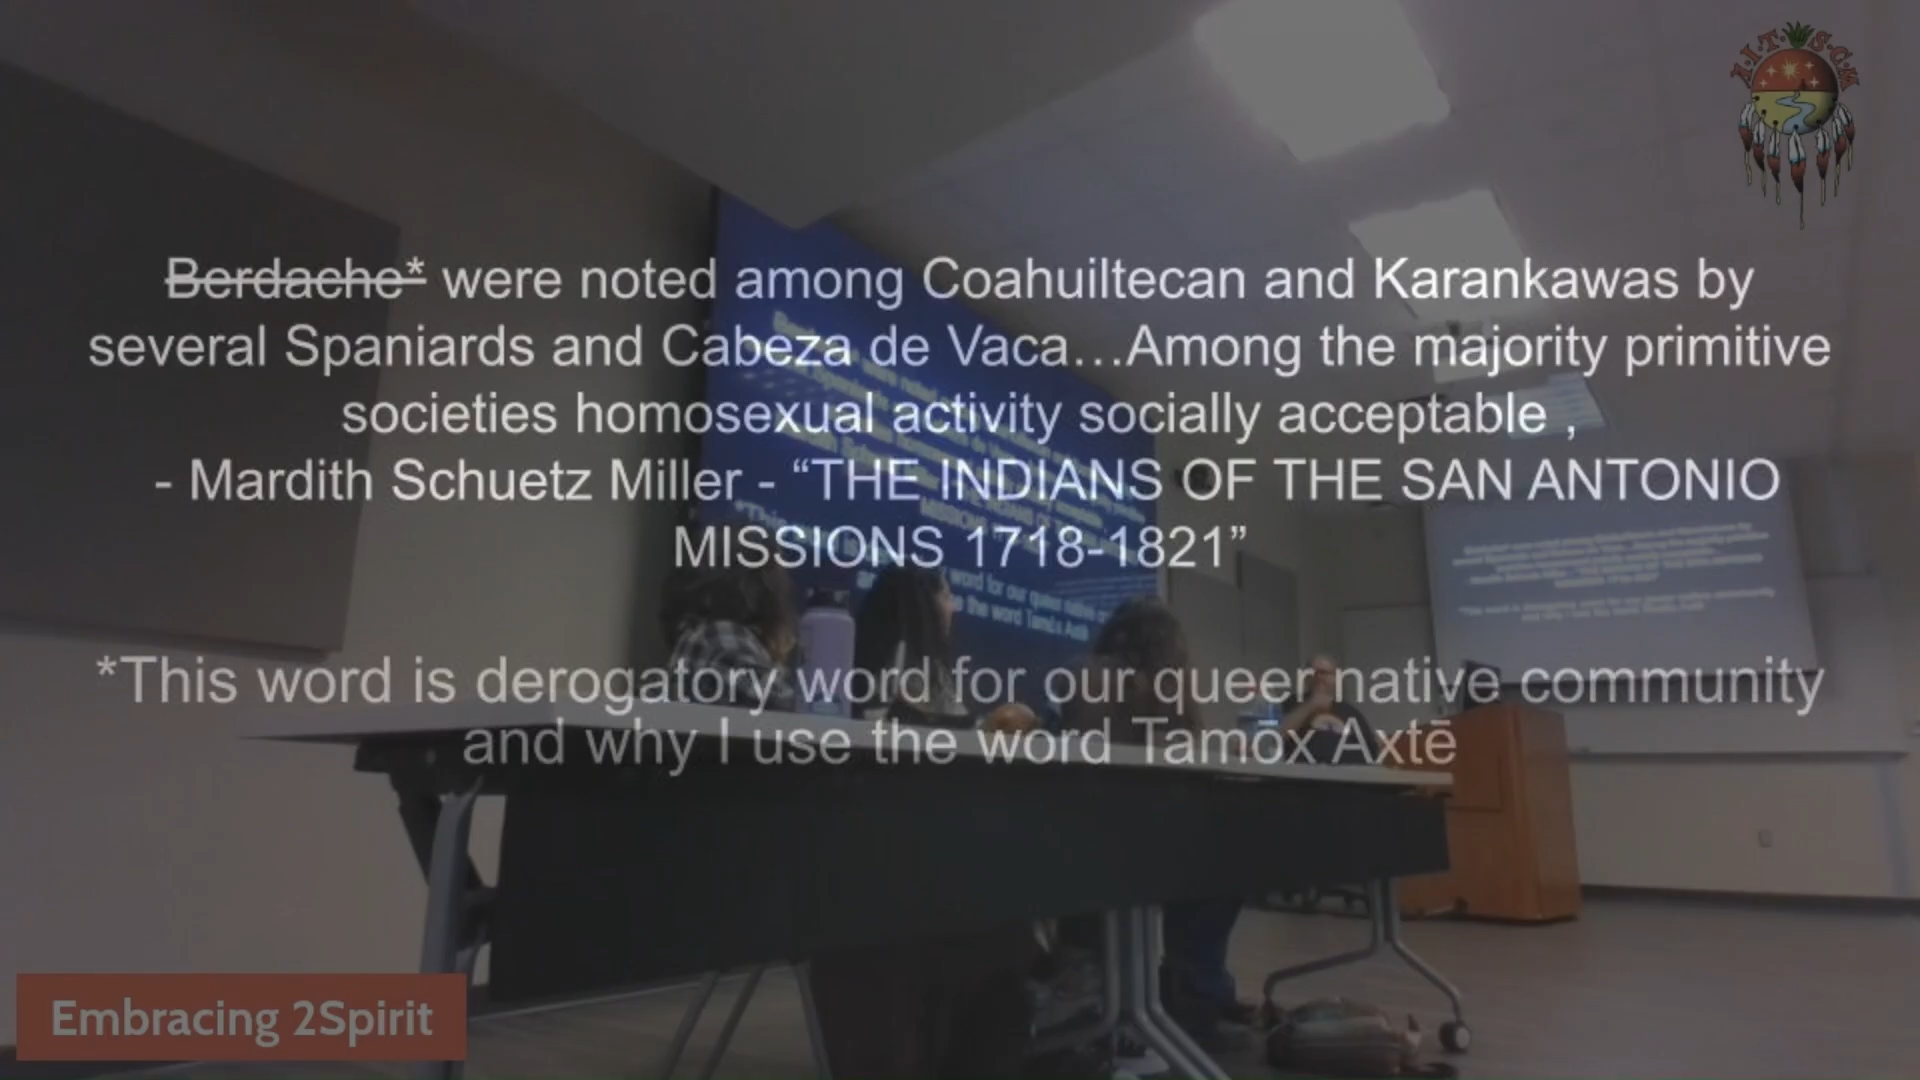 A·I·T·S·C·M
~~Berdache*~~ were noted among Coahuiltecan and Karankawas by
several Spaniards and Cabeza de Vaca…Among the majority primitive
societies homosexual activity socially acceptable ,
- Mardith Schuetz Miller - “THE INDIANS OF THE SAN ANTONIO
MISSIONS 1718-1821”
*This word is derogatory word for our queer native community
and why I use the word Tamōx Axtē
Embracing 2Spirit